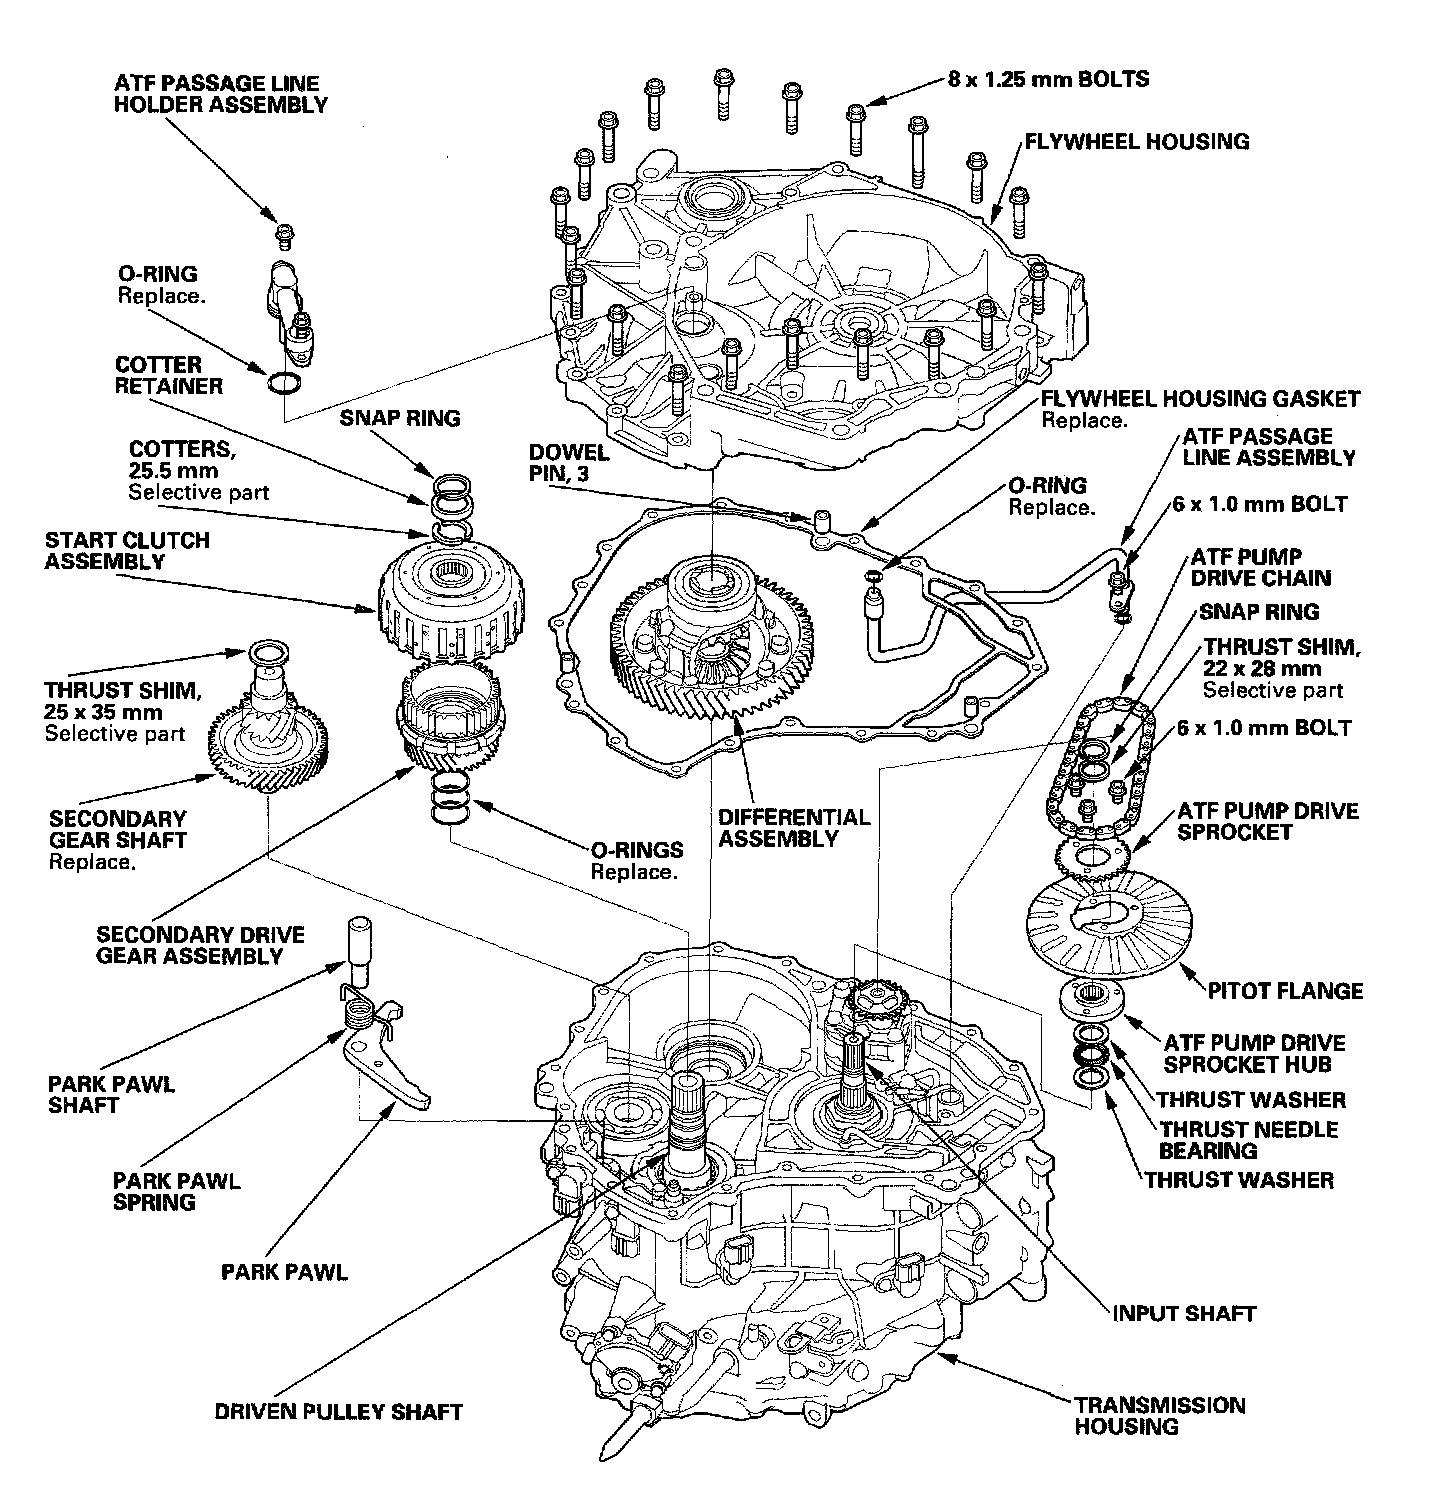 ATF PASSAGE LINE
HOLDER ASSEMBLY
8 x 1.25 mm BOLTS
FLYWHEEL HOUSING
O-RING
Replace.
COTTER
RETAINER
SNAP RING
COTTERS,
25.5 mm
Selective part
START CLUTCH
ASSEMBLY
DOWEL
PIN, 3
FLYWHEEL HOUSING GASKET
Replace.
ATF PASSAGE
LINE ASSEMBLY
O-RING
Replace.
6 x 1.0 mm BOLT
ATF PUMP
DRIVE CHAIN
SNAP RING
THRUST SHIM,
22 x 28 mm
Selective part
6 x 1.0 mm BOLT
THRUST SHIM,
25 x 35 mm
Selective part
SECONDARY
GEAR SHAFT
Replace.
DIFFERENTIAL
ASSEMBLY
ATF PUMP DRIVE
SPROCKET
O-RINGS
Replace.
SECONDARY DRIVE
GEAR ASSEMBLY
PITOT FLANGE
ATF PUMP DRIVE
SPROCKET HUB
PARK PAWL
SHAFT
THRUST WASHER
THRUST NEEDLE
BEARING
THRUST WASHER
PARK PAWL
SPRING
PARK PAWL
INPUT SHAFT
DRIVEN PULLEY SHAFT
TRANSMISSION
HOUSING